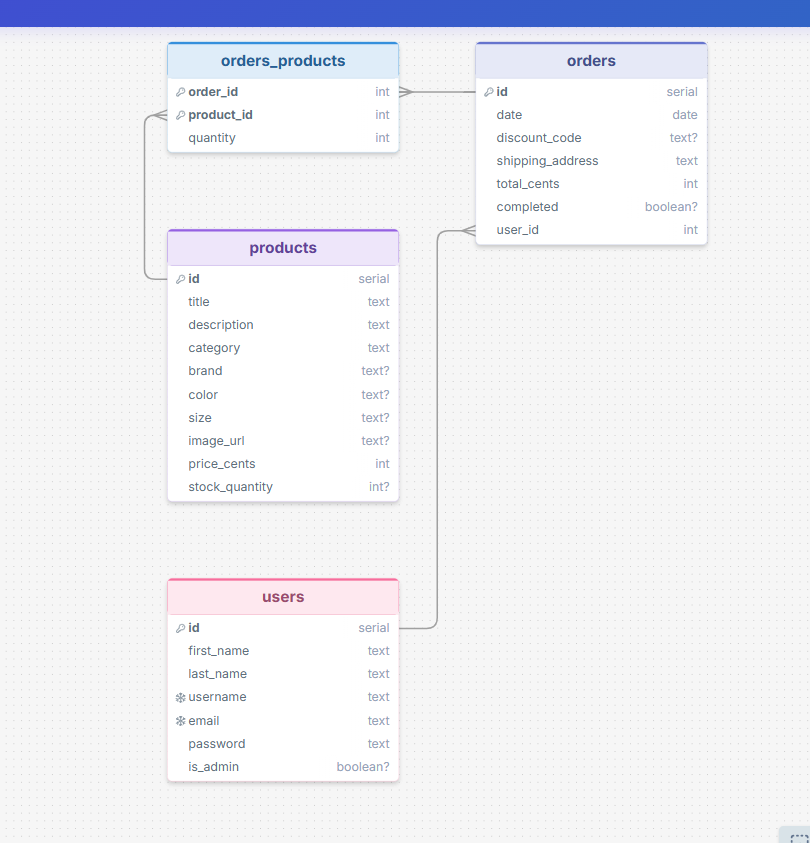 orders_products
order_id int
product_id int
quantity int
orders
id serial
date date
discount_code text?
shipping_address text
total_cents int
completed boolean?
user_id int
products
id serial
title text
description text
category text
brand text?
color text?
size text?
image_url text?
price_cents int
stock_quantity int?
users
id serial
first_name text
last_name text
username text
email text
password text
is_admin boolean?